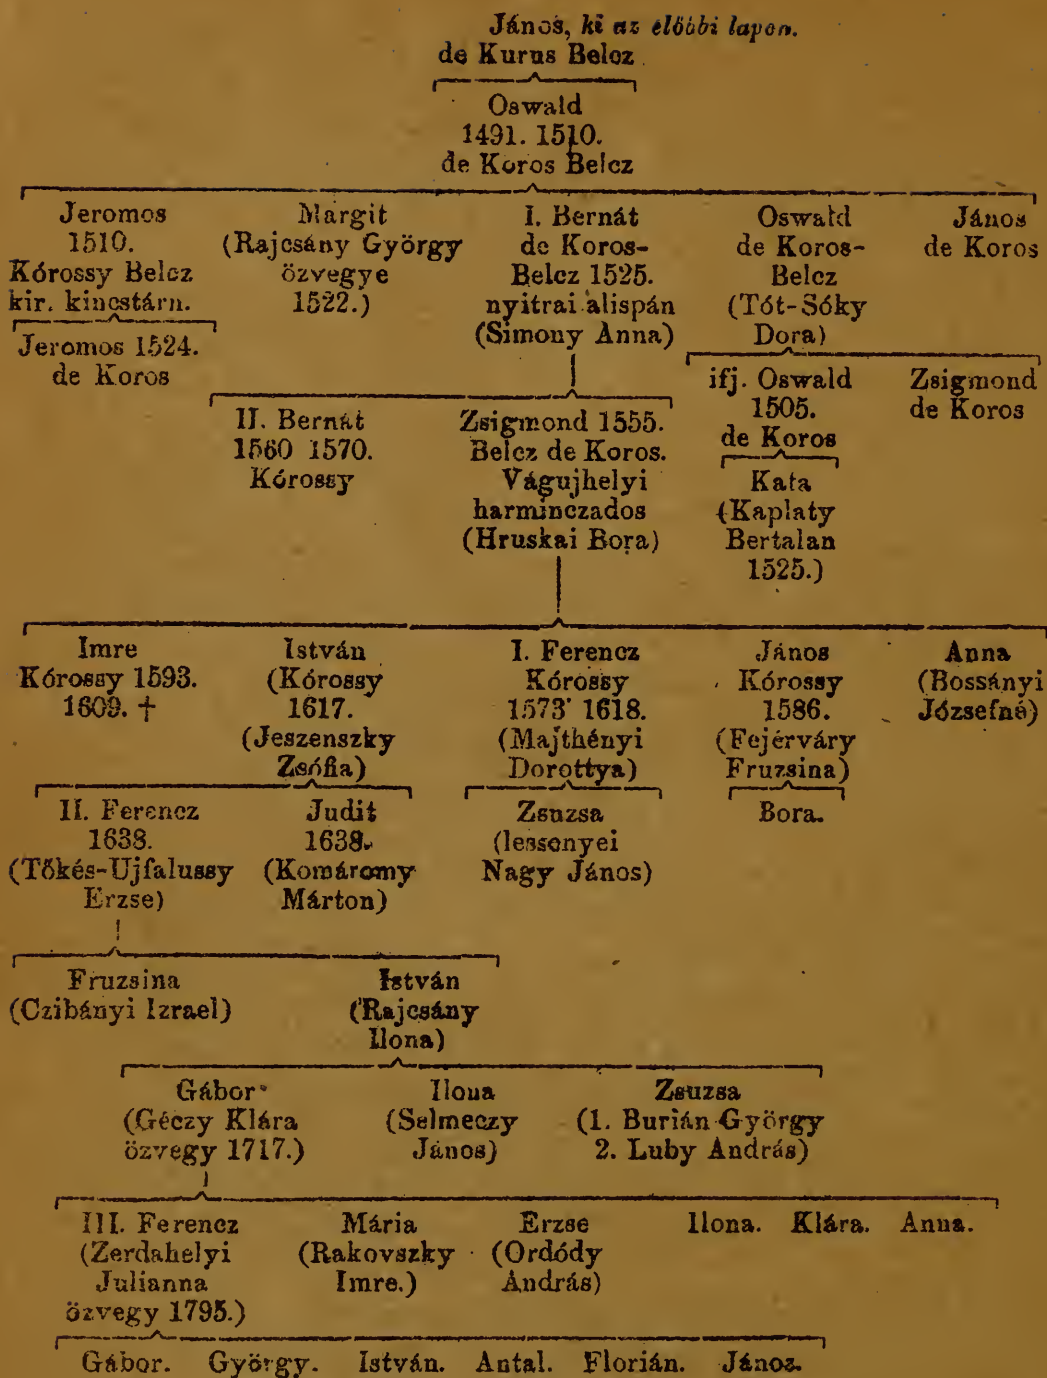 János, ki az előbbi lapon.
de Kurus Belcz
Oswald
1491. 1510.
de Koros Belcz
Jeromos
1510.
Kórossy Belcz
kir. kincstárn.
Margit
(Rajcsány György
özvegye
1522.)
I. Bernát
de Koros-
Belcz 1525.
nyitrai alispán
(Simony Anna)
Oswald
de Koros-
Belcz
(Tót-Sóky
Dora)
János
de Koros
Jeromos 1524.
de Koros
II. Bernát
1560 1570.
Kórossy
Zsigmond 1555.
Belcz de Koros.
Vágujhelyi
harminczados
(Hruskai Bora)
ifj. Oswald
1505.
de Koros
Zsigmond
de Koros
Kata
(Kaplaty
Bertalan
1525.)
Imre
Kórossy 1593.
1609. †
István
(Kórossy
1617.
(Jeszenszky
Zsófia)
I. Ferencz
Kórossy
1573 1618.
(Majthényi
Dorottya)
János
Kórossy
1586.
(Fejérváry
Fruzsina)
Anna
(Bossányi
Józsefné)
II. Ferencz
1638.
(Tőkés-Ujfalussy
Erzse)
Judit
1638.
(Komáromy
Márton)
Zsuzsa
(lessenyei
Nagy János)
Bora.
Fruzsina
(Czibányi Izrael)
István
(Rajcsány
Ilona)
Gábor
(Géczy Klára
özvegy 1717.)
Ilona
(Selmeczy
János)
Zsuzsa
(1. Burián György
2. Luby András)
III. Ferencz
(Zerdahelyi
Julianna
özvegy 1795.)
Mária
(Rakovszky
Imre.)
Erzse
(Ordódy
András)
Ilona. Klára. Anna.
Gábor. György. István. Antal. Florián. János.